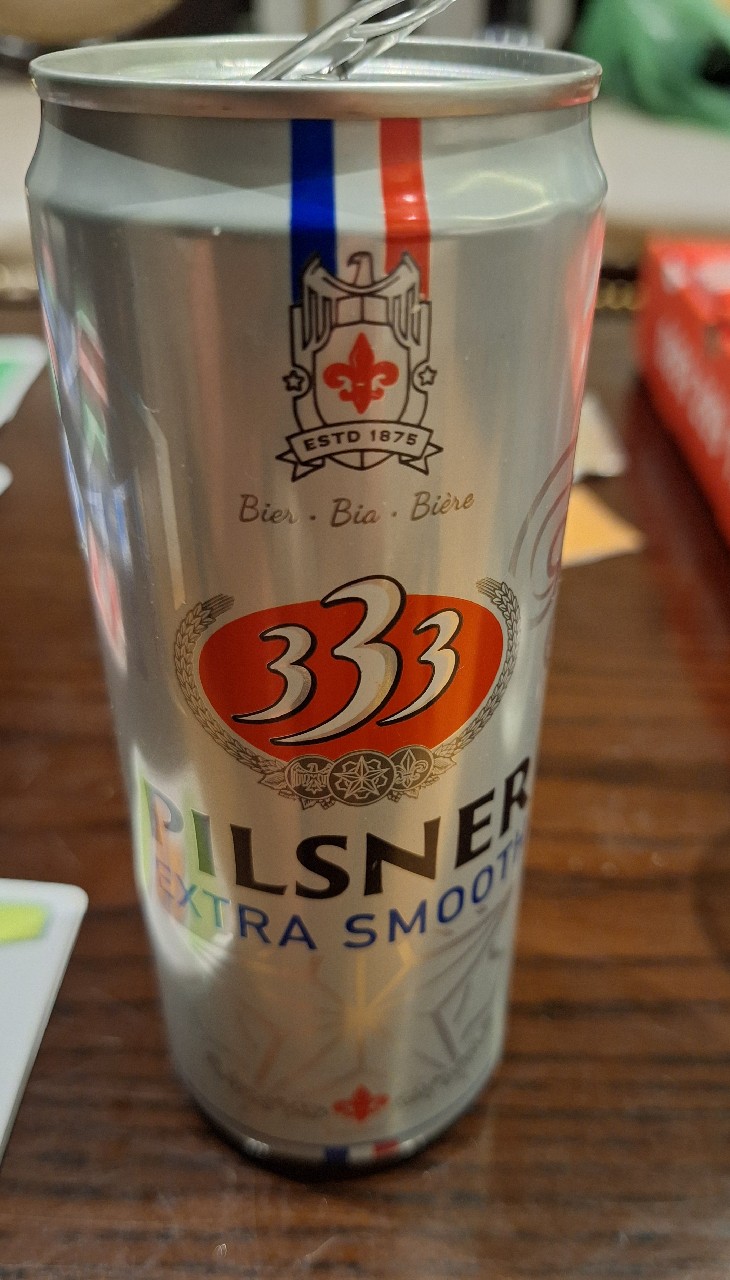 ESTD 1875
Bier · Bia · Bière
333
PILSNER
EXTRA SMOOTH